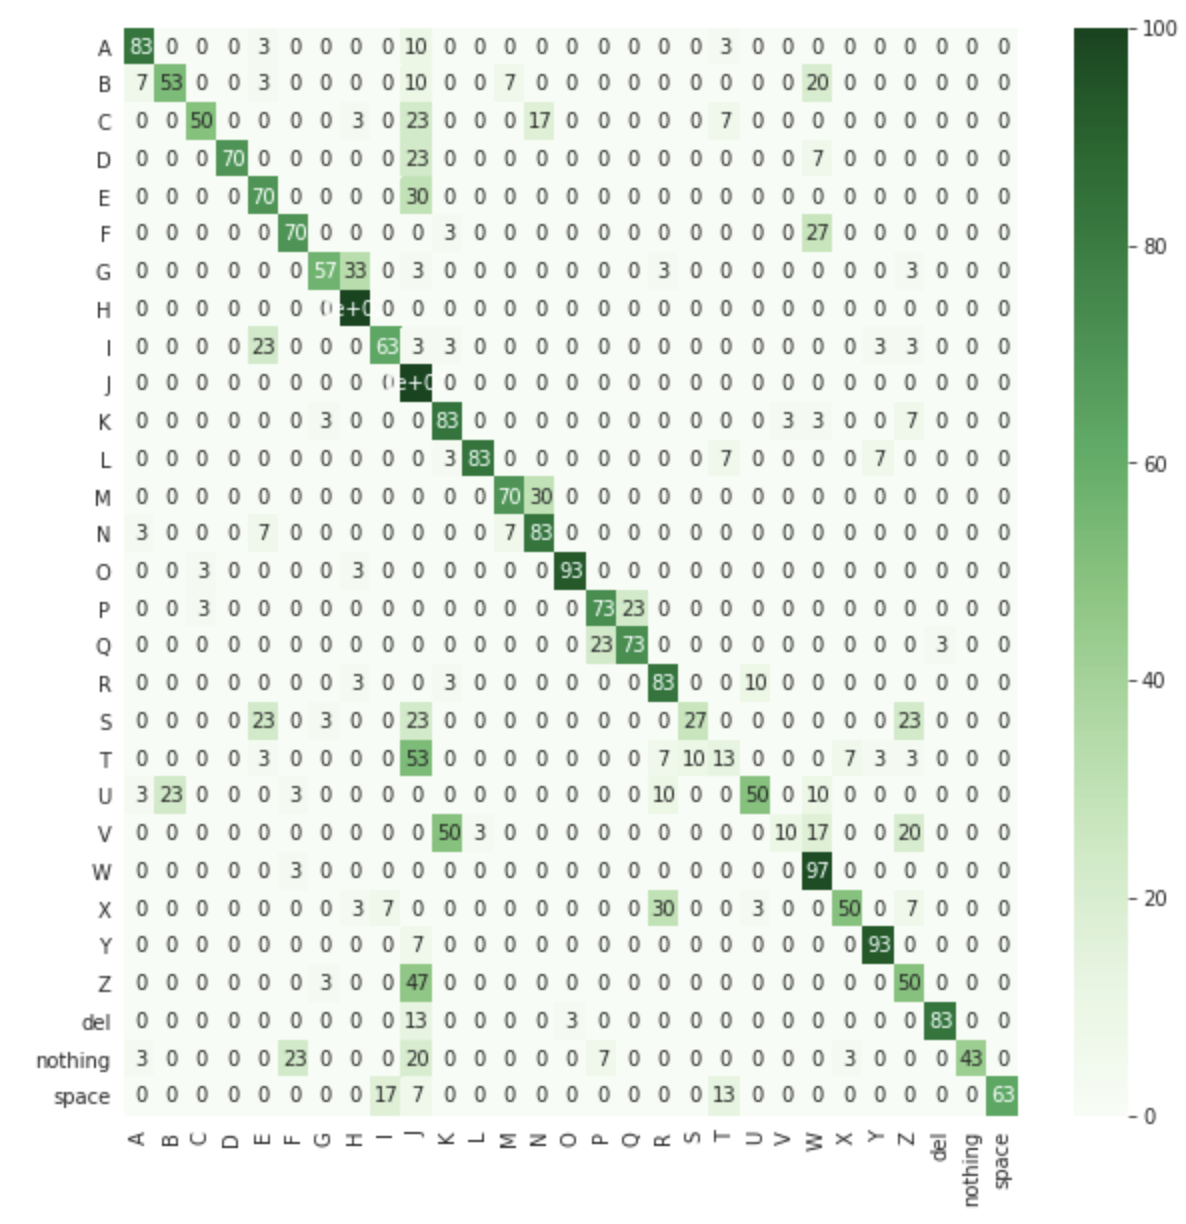 A 83 0 0 0 3 0 0 0 0 10 0 0 0 0 0 0 0 0 0 3 0 0 0 0 0 0 0 0 0
B 7 53 0 0 3 0 0 0 0 10 0 0 7 0 0 0 0 0 0 0 0 0 20 0 0 0 0 0 0
C 0 0 50 0 0 0 0 3 0 23 0 0 0 17 0 0 0 0 0 7 0 0 0 0 0 0 0 0 0
D 0 0 0 70 0 0 0 0 0 23 0 0 0 0 0 0 0 0 0 0 0 0 7 0 0 0 0 0 0
E 0 0 0 0 70 0 0 0 0 30 0 0 0 0 0 0 0 0 0 0 0 0 0 0 0 0 0 0 0
F 0 0 0 0 0 70 0 0 0 0 3 0 0 0 0 0 0 0 0 0 0 0 27 0 0 0 0 0 0
G 0 0 0 0 0 0 57 33 0 3 0 0 0 0 0 0 0 3 0 0 0 0 0 0 0 3 0 0 0
H 0 0 0 0 0 0 0 e+0 0 0 0 0 0 0 0 0 0 0 0 0 0 0 0 0 0 0 0 0 0
I 0 0 0 0 23 0 0 0 63 3 3 0 0 0 0 0 0 0 0 0 0 0 0 0 3 3 0 0 0
J 0 0 0 0 0 0 0 0 0 e+0 0 0 0 0 0 0 0 0 0 0 0 0 0 0 0 0 0 0 0
K 0 0 0 0 0 0 3 0 0 0 83 0 0 0 0 0 0 0 0 0 0 3 3 0 0 7 0 0 0
L 0 0 0 0 0 0 0 0 0 0 3 83 0 0 0 0 0 0 0 7 0 0 0 0 7 0 0 0 0
M 0 0 0 0 0 0 0 0 0 0 0 0 70 30 0 0 0 0 0 0 0 0 0 0 0 0 0 0 0
N 3 0 0 0 7 0 0 0 0 0 0 0 7 83 0 0 0 0 0 0 0 0 0 0 0 0 0 0 0
O 0 0 3 0 0 0 0 3 0 0 0 0 0 0 93 0 0 0 0 0 0 0 0 0 0 0 0 0 0
P 0 0 3 0 0 0 0 0 0 0 0 0 0 0 0 73 23 0 0 0 0 0 0 0 0 0 0 0 0
Q 0 0 0 0 0 0 0 0 0 0 0 0 0 0 0 23 73 0 0 0 0 0 0 0 0 0 3 0 0
R 0 0 0 0 0 0 0 3 0 0 3 0 0 0 0 0 0 83 0 0 10 0 0 0 0 0 0 0 0
S 0 0 0 0 23 0 3 0 0 23 0 0 0 0 0 0 0 0 27 0 0 0 0 0 0 23 0 0 0
T 0 0 0 0 3 0 0 0 0 53 0 0 0 0 0 0 0 7 10 13 0 0 0 7 3 3 0 0 0
U 3 23 0 0 0 3 0 0 0 0 0 0 0 0 0 0 0 10 0 0 50 0 10 0 0 0 0 0 0
V 0 0 0 0 0 0 0 0 0 0 50 3 0 0 0 0 0 0 0 0 0 10 17 0 0 20 0 0 0
W 0 0 0 0 0 3 0 0 0 0 0 0 0 0 0 0 0 0 0 0 0 0 97 0 0 0 0 0 0
X 0 0 0 0 0 0 0 3 7 0 0 0 0 0 0 0 0 30 0 0 3 0 0 50 0 7 0 0 0
Y 0 0 0 0 0 0 0 0 0 7 0 0 0 0 0 0 0 0 0 0 0 0 0 0 93 0 0 0 0
Z 0 0 0 0 0 0 3 0 0 47 0 0 0 0 0 0 0 0 0 0 0 0 0 0 0 50 0 0 0
del 0 0 0 0 0 0 0 0 0 13 0 0 0 0 3 0 0 0 0 0 0 0 0 0 0 0 83 0 0
nothing 3 0 0 0 0 23 0 0 0 20 0 0 0 0 0 7 0 0 0 0 0 0 0 3 0 0 0 43 0
space 0 0 0 0 0 0 0 0 17 7 0 0 0 0 0 0 0 0 0 13 0 0 0 0 0 0 0 0 63
A B C D E F G H I J K L M N O P Q R S T U V W X Y Z del nothing space
100
80
60
40
20
0